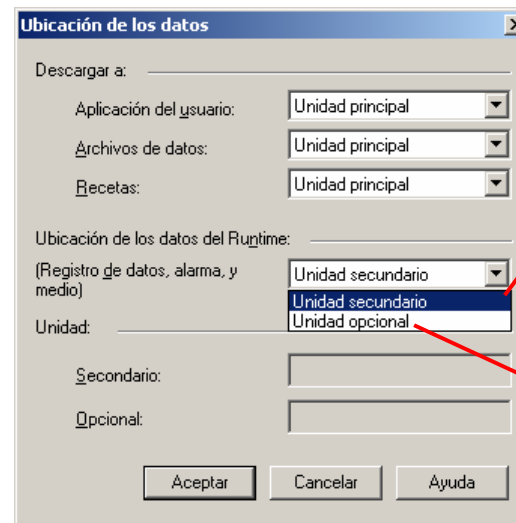 Ubicación de los datos
Descargar a:
Aplicación del usuario: Unidad principal
Archivos de datos: Unidad principal
Recetas: Unidad principal
Ubicación de los datos del Runtime:
(Registro de datos, alarma, y medio) Unidad secundario
Unidad secundario
Unidad opcional
Unidad:
Secondario:
Opcional:
Aceptar Cancelar Ayuda